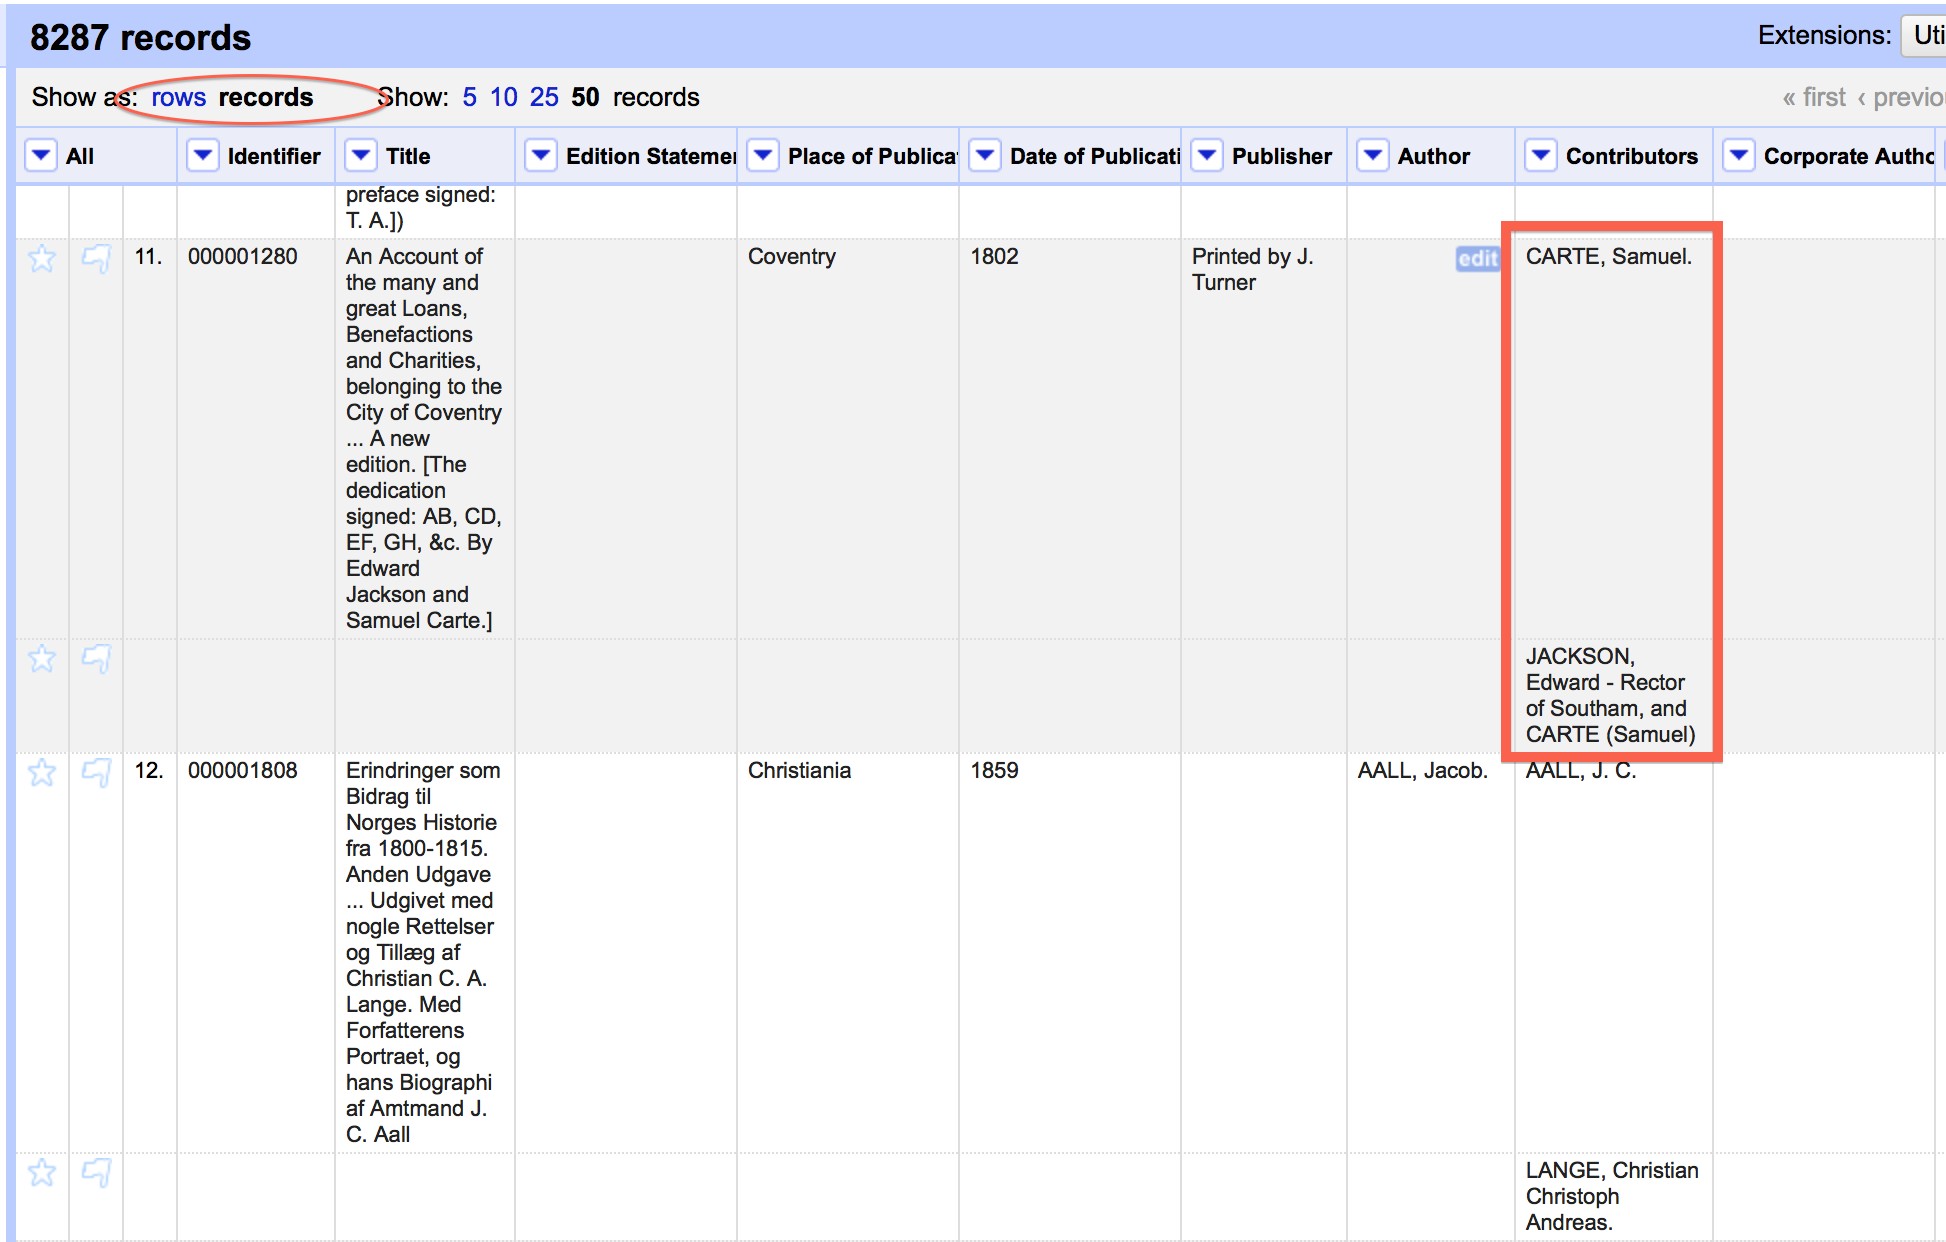 8287 records
Extensions: Uti
Show as: rows records Show: 5 10 25 50 records « first ‹ previo
All Identifier Title Edition Statemen Place of Publica Date of Publicati Publisher Author Contributors Corporate Autho
preface signed:
T. A.])
11. 000001280 An Account of Coventry 1802 Printed by J. edit CARTE, Samuel.
the many and Turner
great Loans,
Benefactions
and Charities,
belonging to the
City of Coventry
... A new
edition. [The
dedication
signed: AB, CD,
EF, GH, &c. By
Edward
Jackson and
Samuel Carte.]
JACKSON,
Edward - Rector
of Southam, and
CARTE (Samuel)
12. 000001808 Erindringer som Christiania 1859 AALL, Jacob. AALL, J. C.
Bidrag til
Norges Historie
fra 1800-1815.
Anden Udgave
... Udgivet med
nogle Rettelser
og Tillæg af
Christian C. A.
Lange. Med
Forfatterens
Portraet, og
hans Biographi
af Amtmand J.
C. Aall
LANGE, Christian
Christoph
Andreas.